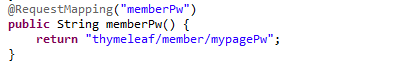 @RequestMapping("memberPw")
public String memberPw() {
    return "thymeleaf/member/mypagePw";
}